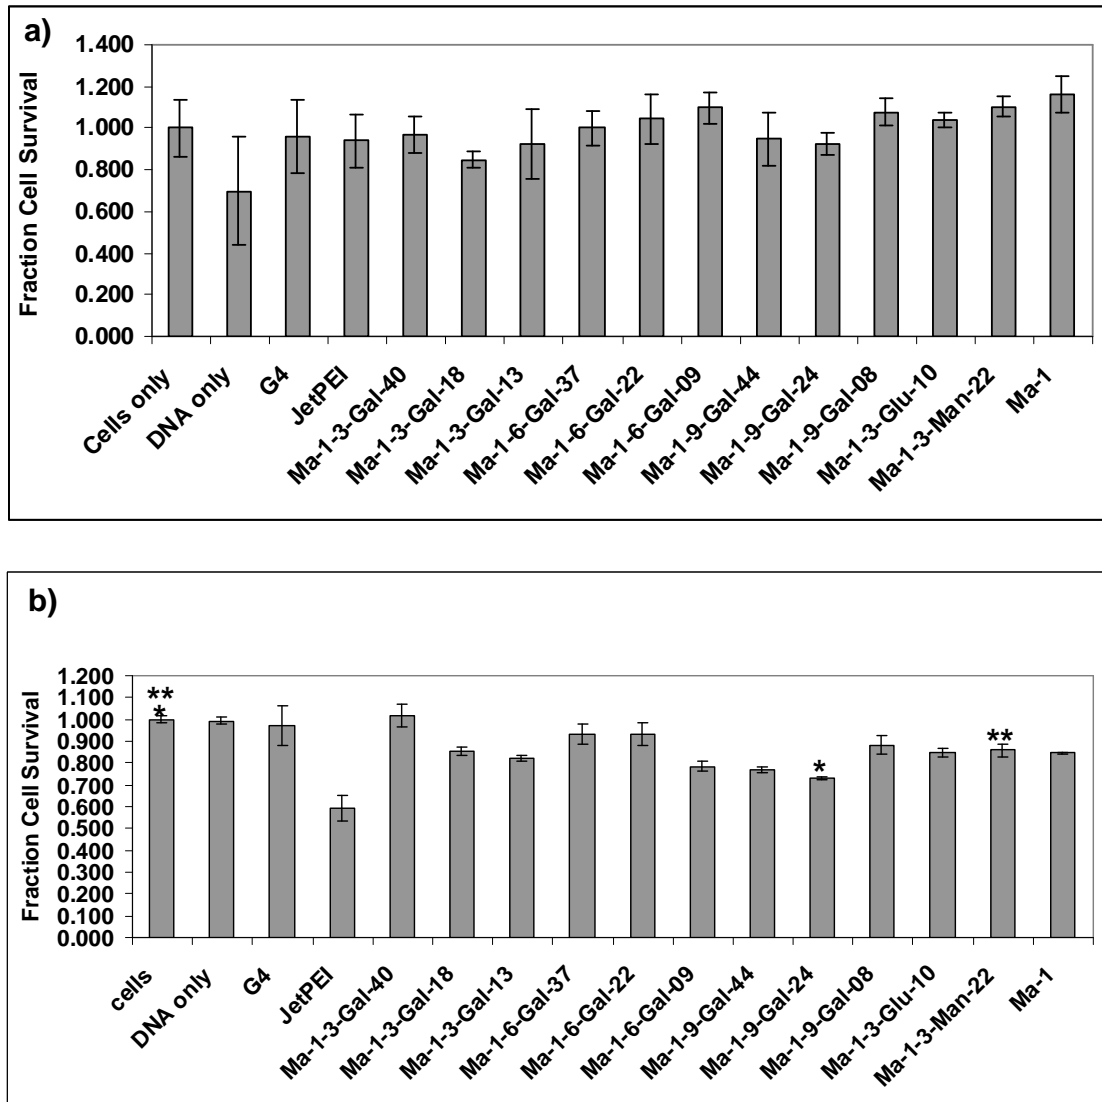 a)
Fraction Cell Survival
1.400
1.200
1.000
0.800
0.600
0.400
0.200
0.000
Cells only
DNA only
G4
JetPEI
Ma-1-3-Gal-40
Ma-1-3-Gal-18
Ma-1-3-Gal-13
Ma-1-6-Gal-37
Ma-1-6-Gal-22
Ma-1-6-Gal-09
Ma-1-9-Gal-44
Ma-1-9-Gal-24
Ma-1-9-Gal-08
Ma-1-3-Glu-10
Ma-1-3-Man-22
Ma-1
b)
Fraction Cell Survival
1.200
1.100
1.000
0.900
0.800
0.700
0.600
0.500
0.400
0.300
0.200
0.100
0.000
**
*
*
**
cells
DNA only
G4
JetPEI
Ma-1-3-Gal-40
Ma-1-3-Gal-18
Ma-1-3-Gal-13
Ma-1-6-Gal-37
Ma-1-6-Gal-22
Ma-1-6-Gal-09
Ma-1-9-Gal-44
Ma-1-9-Gal-24
Ma-1-9-Gal-08
Ma-1-3-Glu-10
Ma-1-3-Man-22
Ma-1